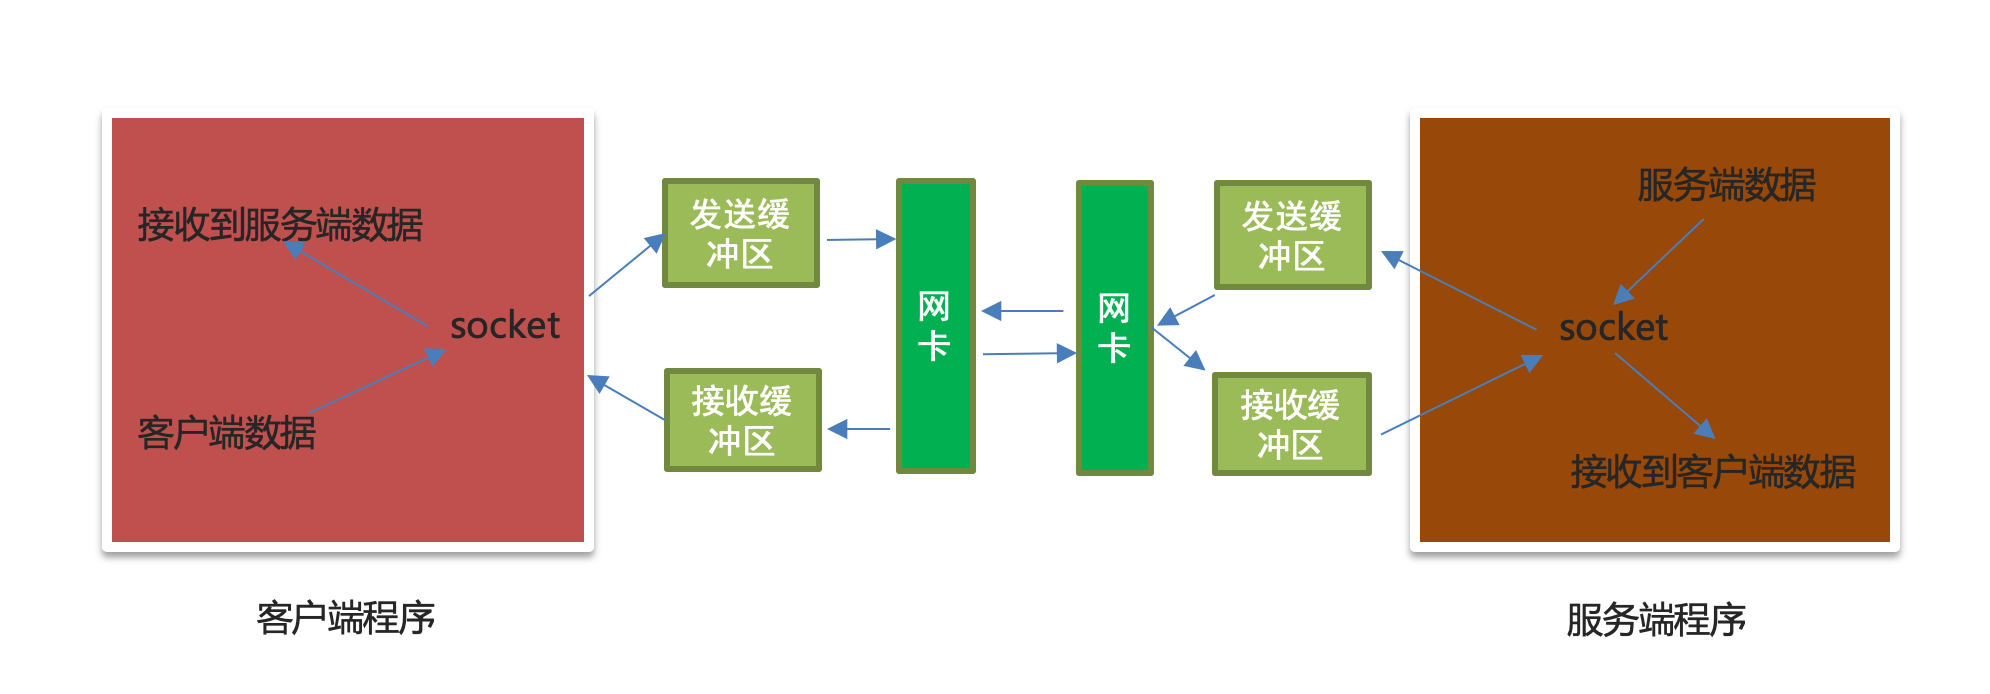 接收到服务端数据
socket
客户端数据
客户端程序
发送缓
冲区
接收缓
冲区
网
卡
网
卡
发送缓
冲区
接收缓
冲区
服务端数据
socket
接收到客户端数据
服务端程序